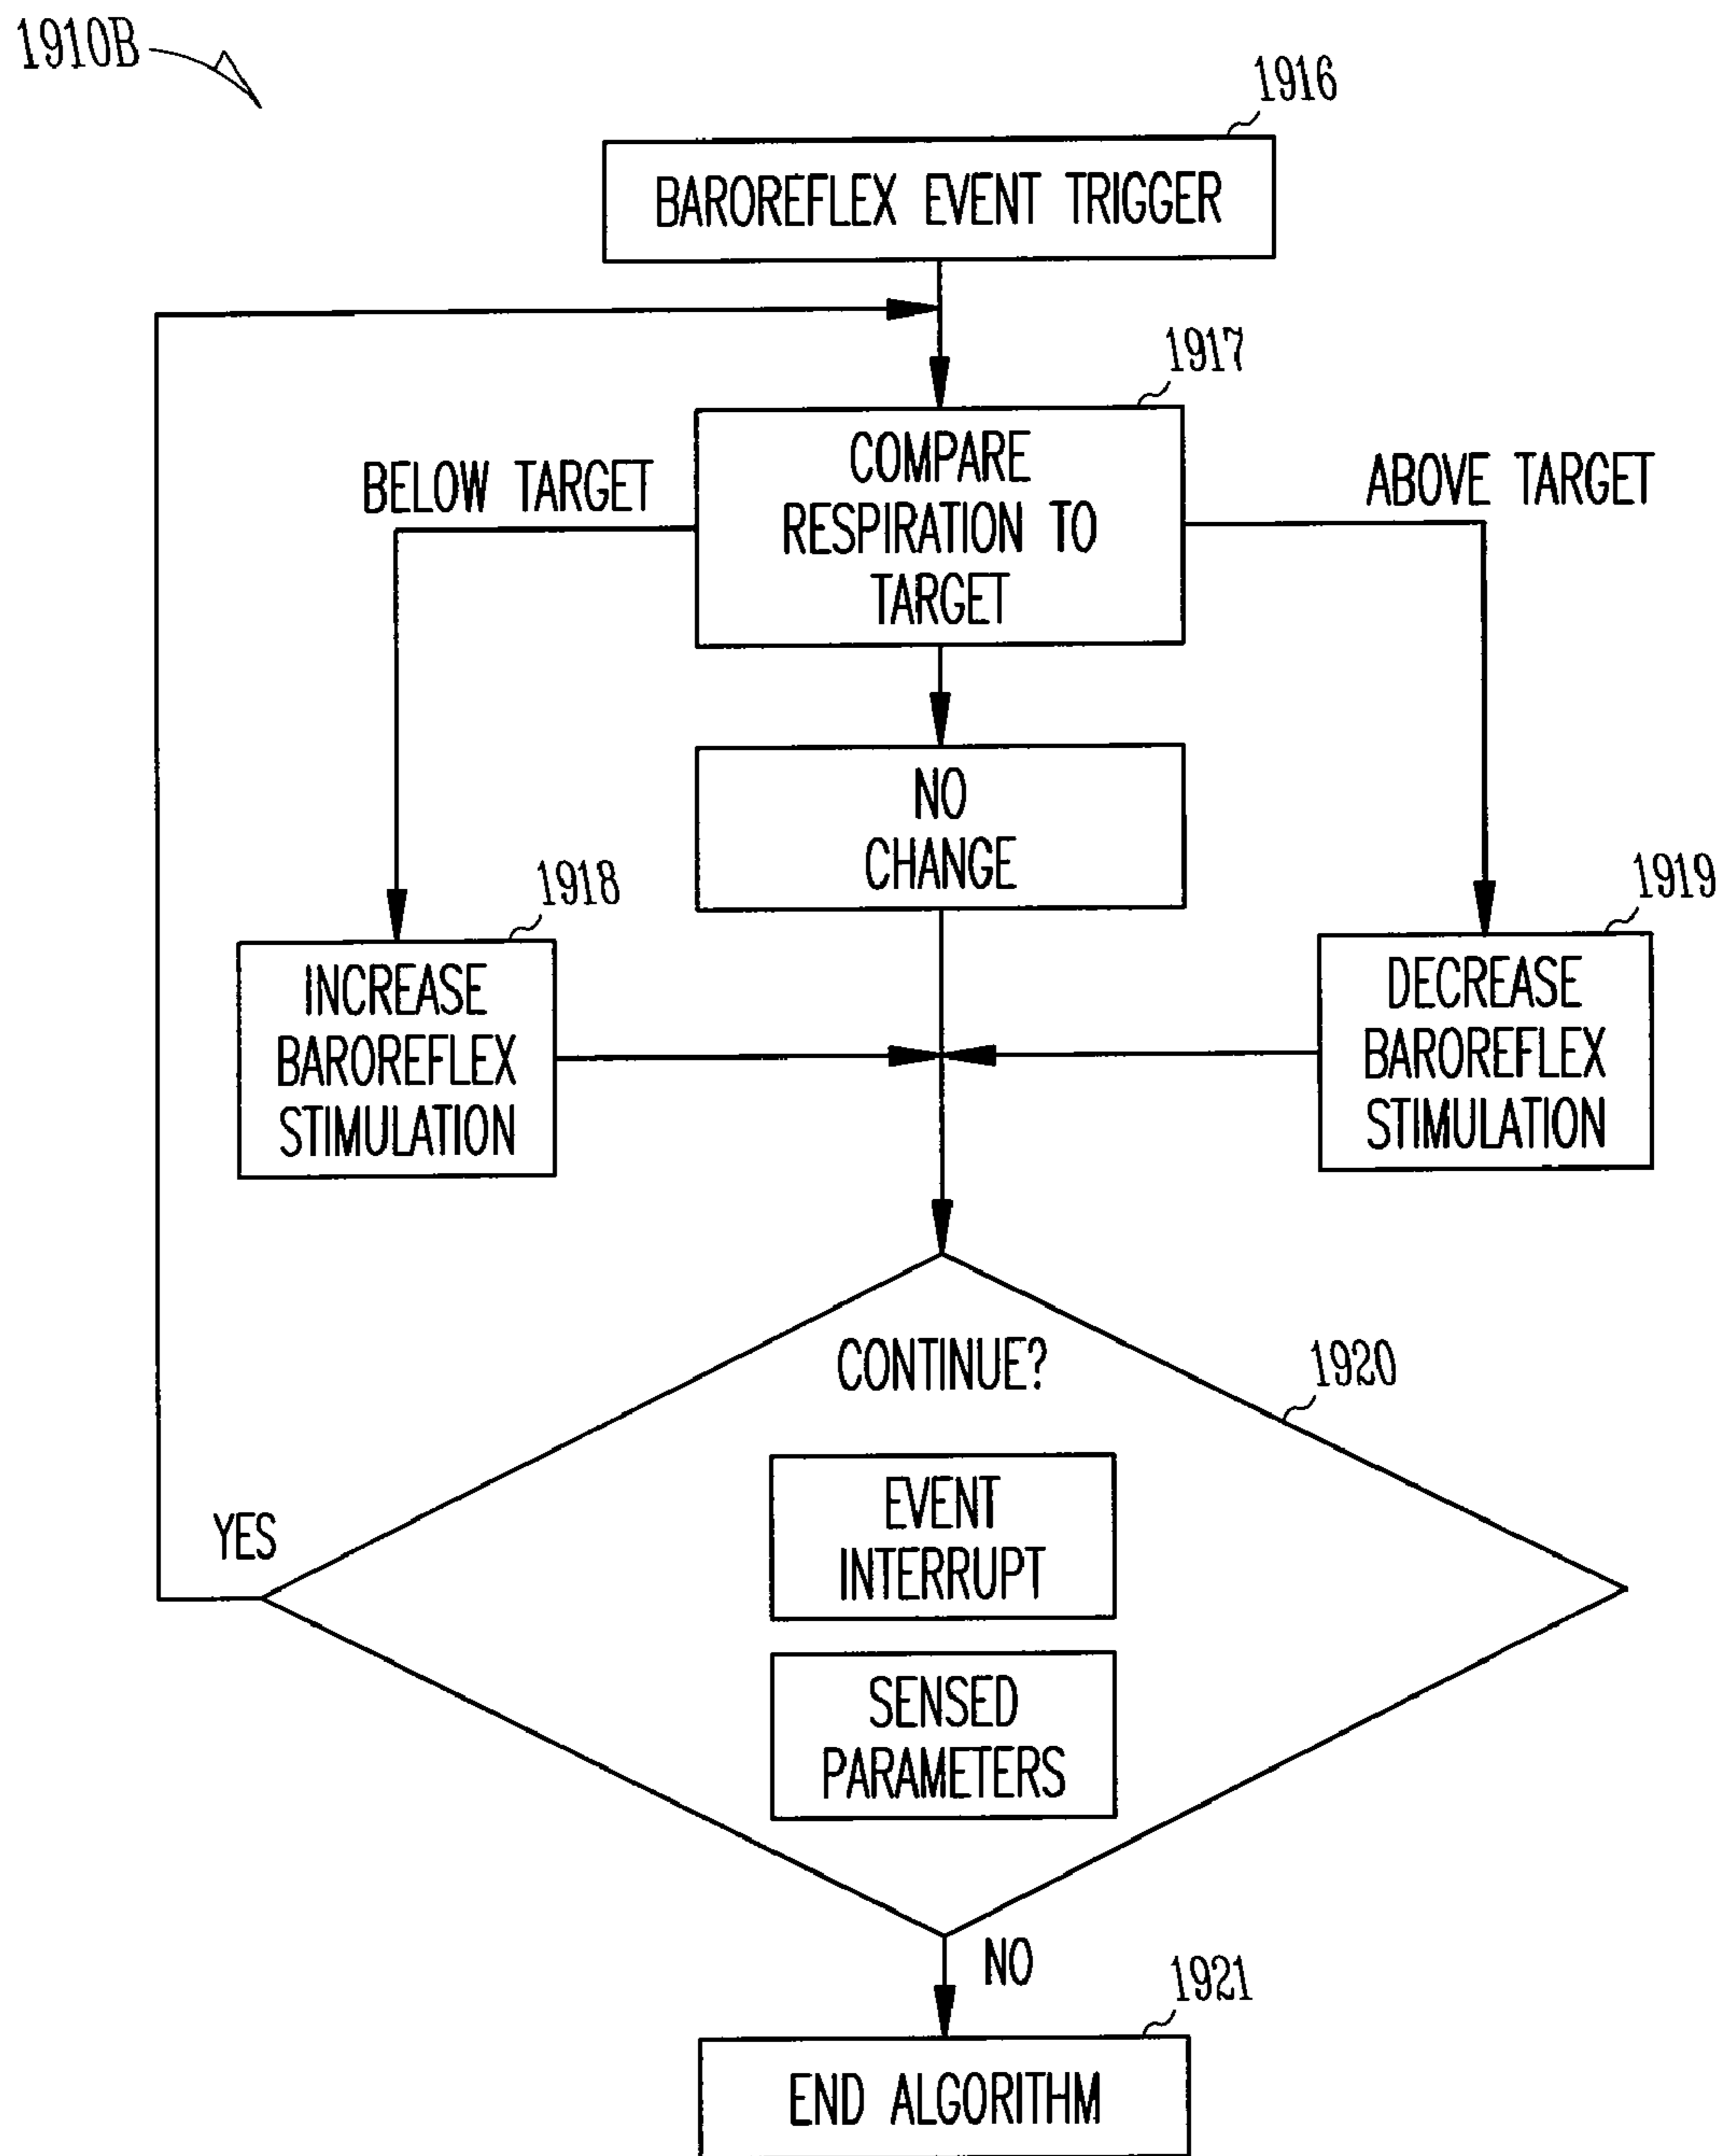 1910B
1916
BAROREFLEX EVENT TRIGGER
1917
COMPARE
RESPIRATION TO
TARGET
BELOW TARGET
ABOVE TARGET
NO
CHANGE
1918
INCREASE
BAROREFLEX
STIMULATION
1919
DECREASE
BAROREFLEX
STIMULATION
CONTINUE?
1920
EVENT
INTERRUPT
SENSED
PARAMETERS
YES
NO
1921
END ALGORITHM